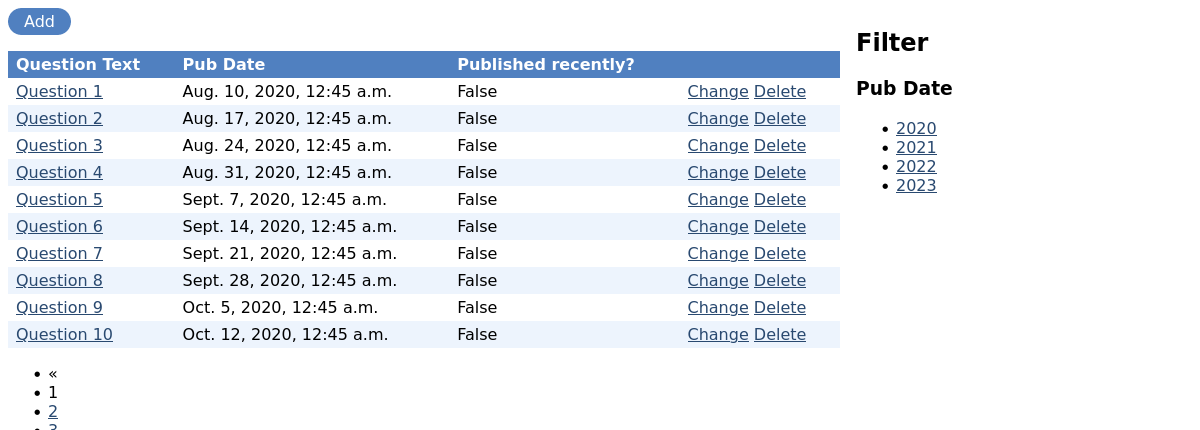 Add
Question Text Pub Date Published recently?
Question 1 Aug. 10, 2020, 12:45 a.m. False Change Delete
Question 2 Aug. 17, 2020, 12:45 a.m. False Change Delete
Question 3 Aug. 24, 2020, 12:45 a.m. False Change Delete
Question 4 Aug. 31, 2020, 12:45 a.m. False Change Delete
Question 5 Sept. 7, 2020, 12:45 a.m. False Change Delete
Question 6 Sept. 14, 2020, 12:45 a.m. False Change Delete
Question 7 Sept. 21, 2020, 12:45 a.m. False Change Delete
Question 8 Sept. 28, 2020, 12:45 a.m. False Change Delete
Question 9 Oct. 5, 2020, 12:45 a.m. False Change Delete
Question 10 Oct. 12, 2020, 12:45 a.m. False Change Delete
«
1
2
3
Filter
Pub Date
2020
2021
2022
2023